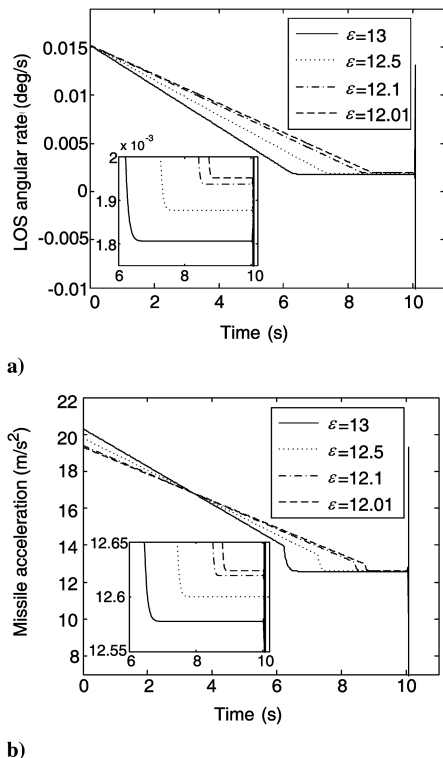 ε=13
ε=12.5
ε=12.1
ε=12.01
LOS angular rate (deg/s)
0.015
0.01
0.005
0
-0.005
-0.01
x 10⁻³
2
1.9
1.8
6 8 10
0 2 4 6 8 10
Time (s)
a)
ε=13
ε=12.5
ε=12.1
ε=12.01
Missile acceleration (m/s²)
22
20
18
16
14
12
10
8
12.65
12.6
12.55
6 8 10
0 2 4 6 8 10
Time (s)
b)